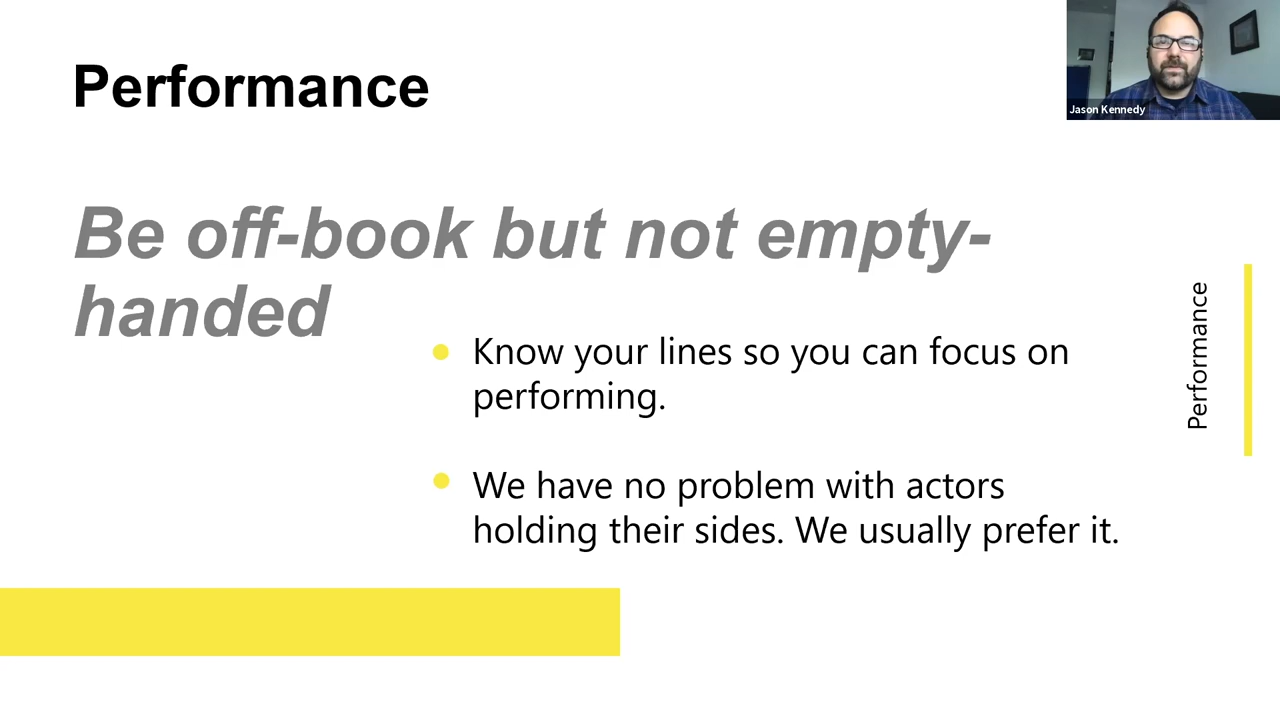 Performance
Jason Kennedy
Be off-book but not empty-
handed
Know your lines so you can focus on
performing.
We have no problem with actors
holding their sides. We usually prefer it.
Performance